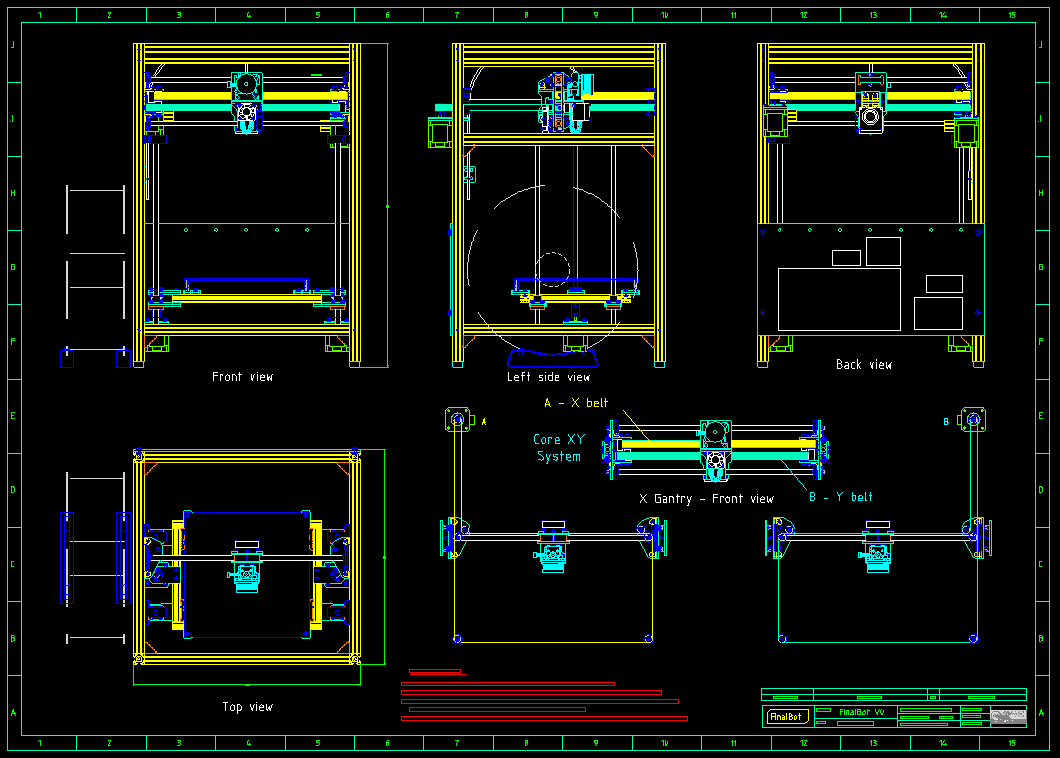 1 2 3 4 5 6 7 8 9 10 11 12 13 14 15
J J
I I
H H
G G
F F
Front view
Left side view
Back view
A - X belt
E E
A
B
Core XY
System
X Gantry - Front view
B - Y belt
D D
C C
B B
Top view
A A
FinalBot
FinalBot V0
1 2 3 4 5 6 7 8 9 10 11 12 13 14 15